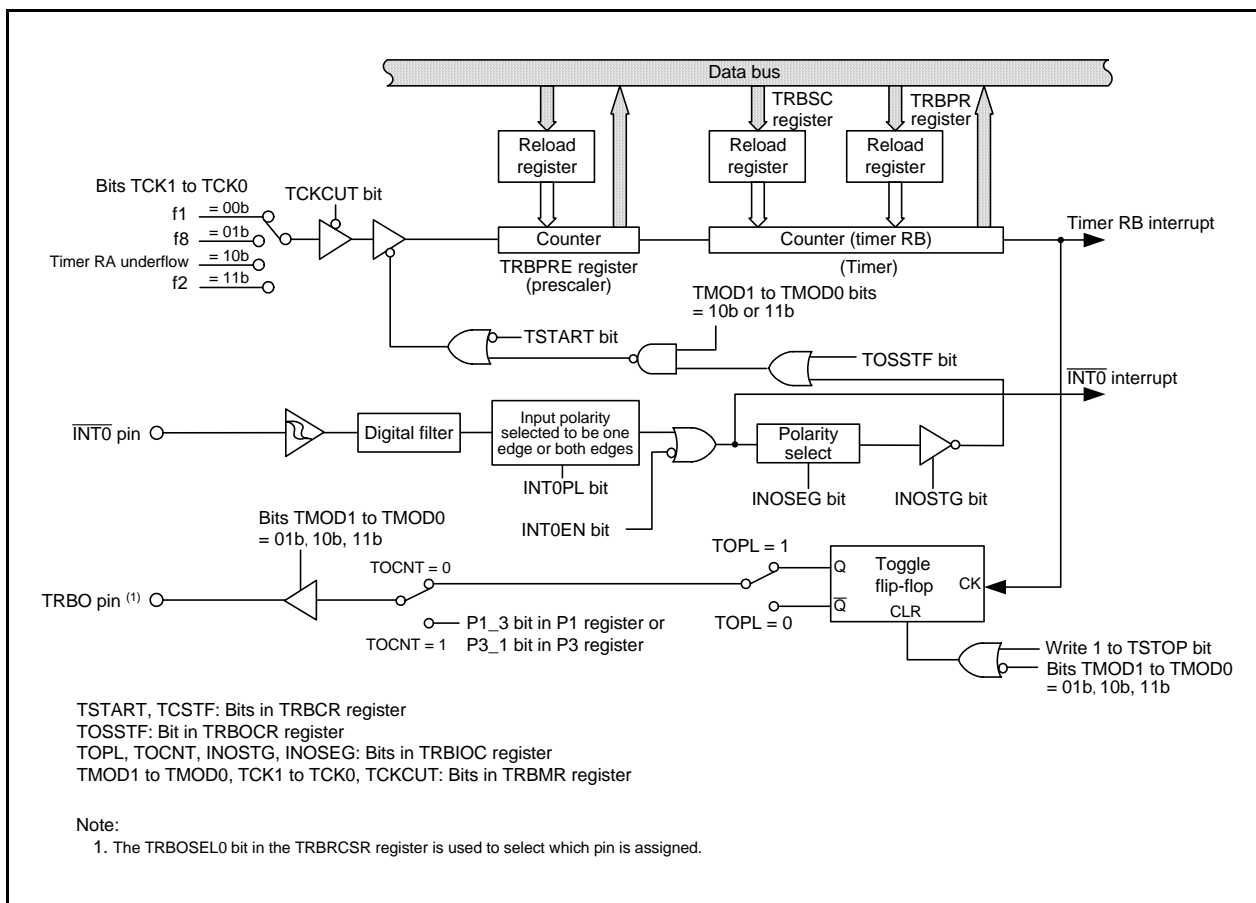 Data bus
TRBSC
register
TRBPR
register
Reload
register
Reload
register
Reload
register
Bits TCK1 to TCK0
TCKCUT bit
f1
= 00b
f8
= 01b
Timer RA underflow
= 10b
f2
= 11b
Counter
TRBPRE register
(prescaler)
Counter (timer RB)
(Timer)
Timer RB interrupt
TMOD1 to TMOD0 bits
= 10b or 11b
TSTART bit
TOSSTF bit
INT0 interrupt
INT0 pin
Digital filter
Input polarity
selected to be one
edge or both edges
Polarity
select
INT0PL bit
INOSEG bit
INOSTG bit
INT0EN bit
Bits TMOD1 to TMOD0
= 01b, 10b, 11b
TOCNT = 0
TOPL = 1
Q
Toggle
flip-flop
CK
Q
CLR
TRBO pin (1)
P1_3 bit in P1 register or
P3_1 bit in P3 register
TOCNT = 1
TOPL = 0
Write 1 to TSTOP bit
Bits TMOD1 to TMOD0
= 01b, 10b, 11b
TSTART, TCSTF: Bits in TRBCR register
TOSSTF: Bit in TRBOCR register
TOPL, TOCNT, INOSTG, INOSEG: Bits in TRBIOC register
TMOD1 to TMOD0, TCK1 to TCK0, TCKCUT: Bits in TRBMR register
Note:
1. The TRBOSEL0 bit in the TRBRCSR register is used to select which pin is assigned.